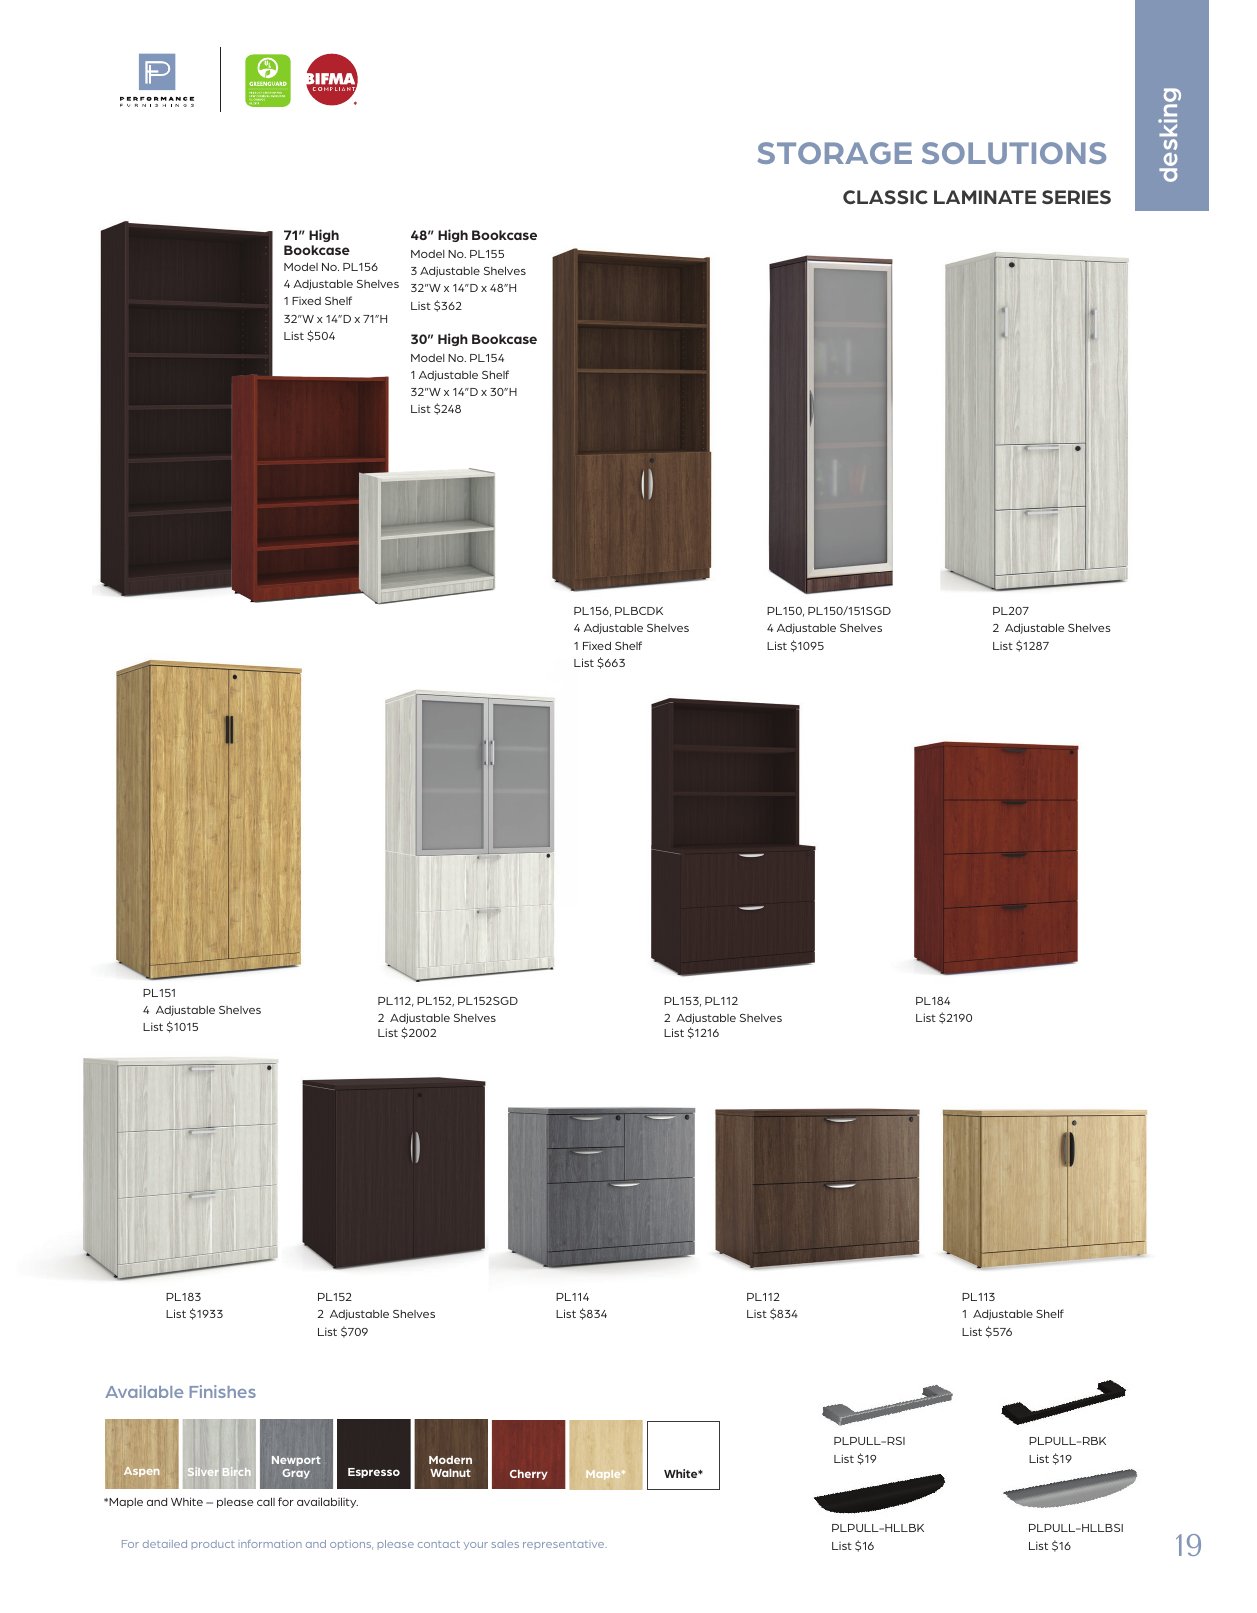 PERFORMANCE
FURNISHINGS
GREENGUARD
BIFMA
COMPLIANT
desking
STORAGE SOLUTIONS
CLASSIC LAMINATE SERIES
71” High
Bookcase
Model No. PL156
4 Adjustable Shelves
1 Fixed Shelf
32”W x 14”D x 71”H
List $504
48” High Bookcase
Model No. PL155
3 Adjustable Shelves
32”W x 14”D x 48”H
List $362
30” High Bookcase
Model No. PL154
1 Adjustable Shelf
32”W x 14”D x 30”H
List $248
PL156, PLBCDK
4 Adjustable Shelves
1 Fixed Shelf
List $663
PL150, PL150/151SGD
4 Adjustable Shelves
List $1095
PL207
2 Adjustable Shelves
List $1287
PL151
4 Adjustable Shelves
List $1015
PL112, PL152, PL152SGD
2 Adjustable Shelves
List $2002
PL153, PL112
2 Adjustable Shelves
List $1216
PL184
List $2190
PL183
List $1933
PL152
2 Adjustable Shelves
List $709
PL114
List $834
PL112
List $834
PL113
1 Adjustable Shelf
List $576
Available Finishes
Aspen
Silver Birch
Newport
Gray
Espresso
Modern
Walnut
Cherry
Maple*
White*
*Maple and White – please call for availability.
PLPULL-RSI
List $19
PLPULL-RBK
List $19
PLPULL-HLLBK
List $16
PLPULL-HLLBSI
List $16
For detailed product information and options, please contact your sales representative.
19